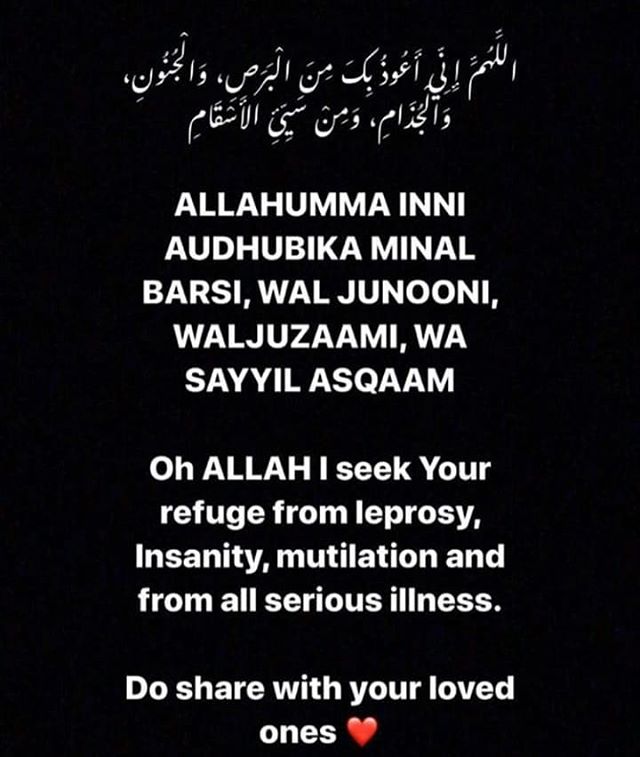 اللَّهُمَّ إِنِّي أَعُوذُ بِكَ مِنَ الْبَرَصِ، وَالْجُنُونِ،
وَالْجُذَامِ، وَمِنْ سَيِّئِ الأَسْقَامِ
ALLAHUMMA INNI
AUDHUBIKA MINAL
BARSI, WAL JUNOONI,
WALJUZAAMI, WA
SAYYIL ASQAAM
Oh ALLAH I seek Your
refuge from leprosy,
Insanity, mutilation and
from all serious illness.
Do share with your loved
ones ❤️